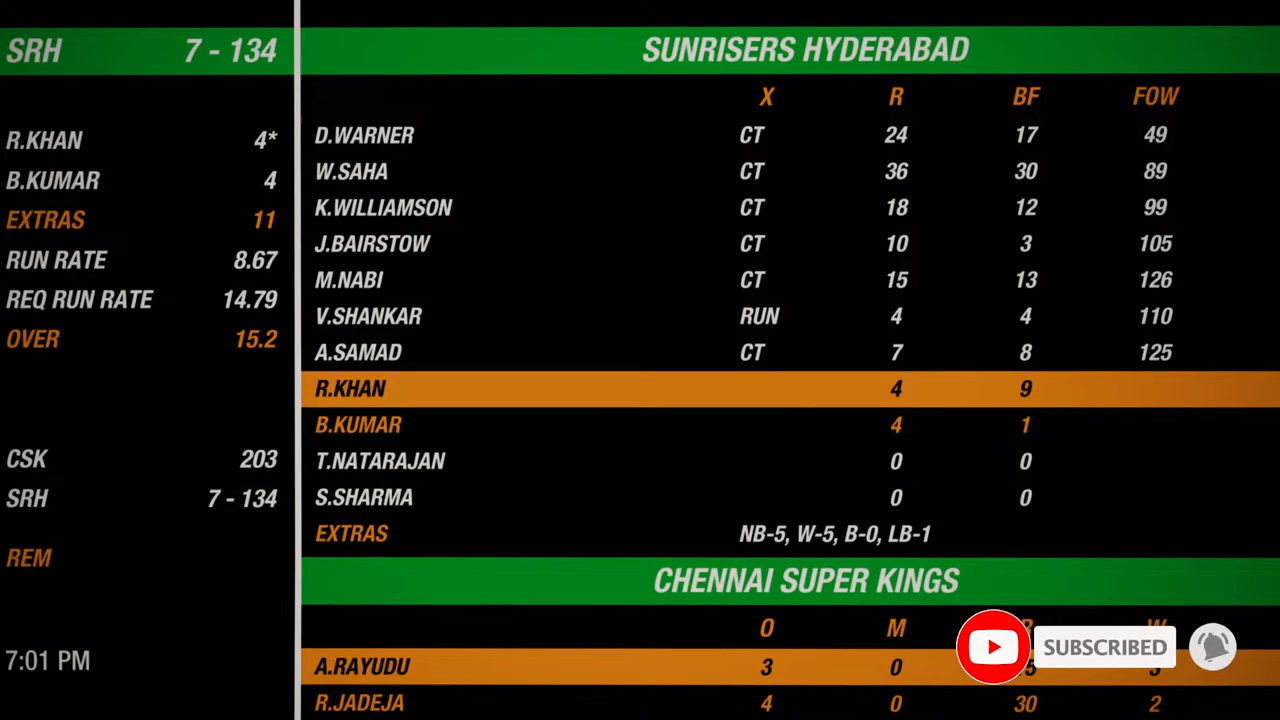 SRH 7 - 134
R.KHAN 4*
B.KUMAR 4
EXTRAS 11
RUN RATE 8.67
REQ RUN RATE 14.79
OVER 15.2
CSK 203
SRH 7 - 134
REM
7:01 PM
SUNRISERS HYDERABAD
X R BF FOW
D.WARNER CT 24 17 49
W.SAHA CT 36 30 89
K.WILLIAMSON CT 18 12 99
J.BAIRSTOW CT 10 3 105
M.NABI CT 15 13 126
V.SHANKAR RUN 4 4 110
A.SAMAD CT 7 8 125
R.KHAN 4 9
B.KUMAR 4 1
T.NATARAJAN 0 0
S.SHARMA 0 0
EXTRAS NB-5, W-5, B-0, LB-1
CHENNAI SUPER KINGS
O M
SUBSCRIBED
A.RAYUDU 3 0
R.JADEJA 4 0 30 2